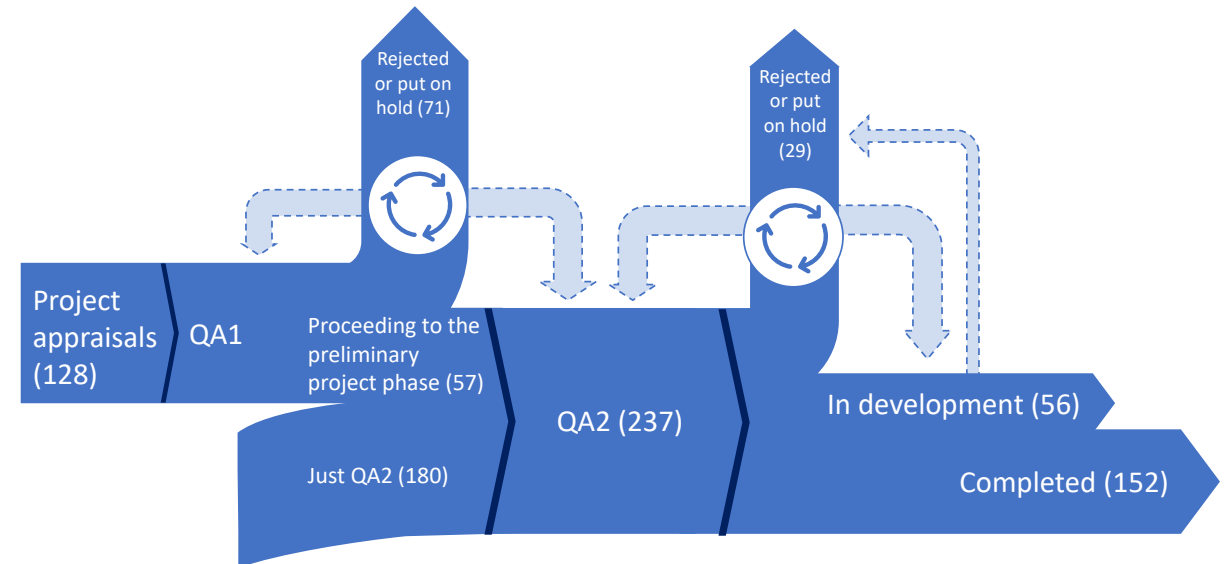 Rejected
or put on
hold (71)
Rejected
or put
on hold
(29)
Project
appraisals
(128)
QA1
Proceeding to the
preliminary
project phase (57)
Just QA2 (180)
QA2 (237)
In development (56)
Completed (152)